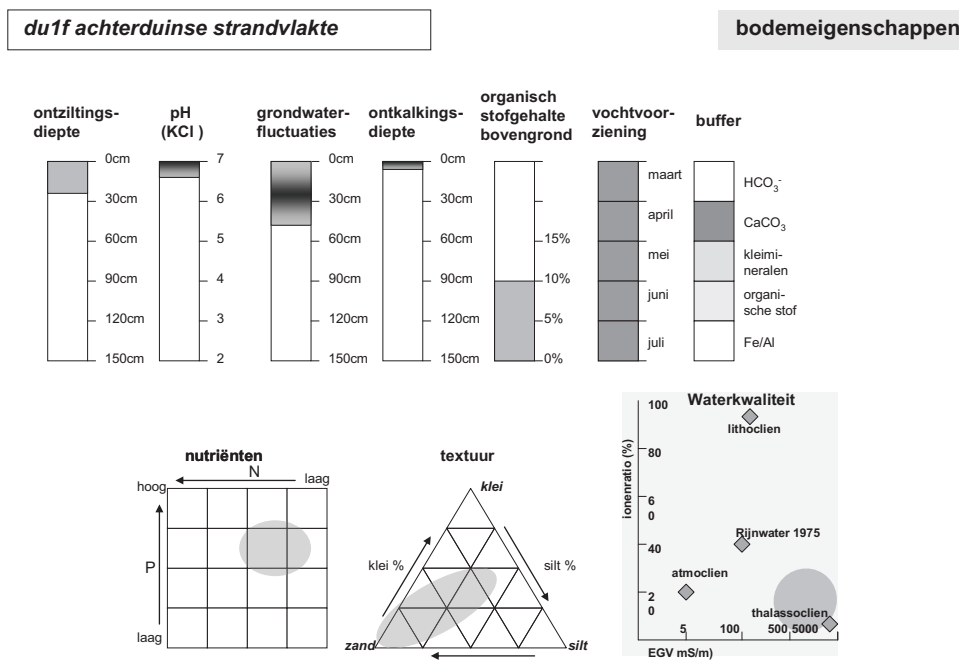 du1f achterduinse strandvlakte
bodemeigenschappen
ontziltings-
diepte
0cm
30cm
60cm
90cm
120cm
150cm
pH
(KCl )
7
6
5
4
3
2
grondwater-
fluctuaties
0cm
30cm
60cm
90cm
120cm
150cm
ontkalkings-
diepte
0cm
30cm
60cm
90cm
120cm
150cm
organisch
stofgehalte
bovengrond
15%
10%
5%
0%
vochtvoor-
ziening
maart
april
mei
juni
juli
buffer
HCO₃⁻
CaCO₃
kleimi-
neralen
organi-
sche stof
Fe/Al
nutriënten
N
hoog
laag
P
laag
textuur
klei
klei %
silt %
zand
silt
Waterkwaliteit
ionenratio (%)
100
80
6
0
40
2
0
lithoclien
Rijnwater 1975
atmoclien
thalassoclien
5 100 500 5000
EGV mS/m)